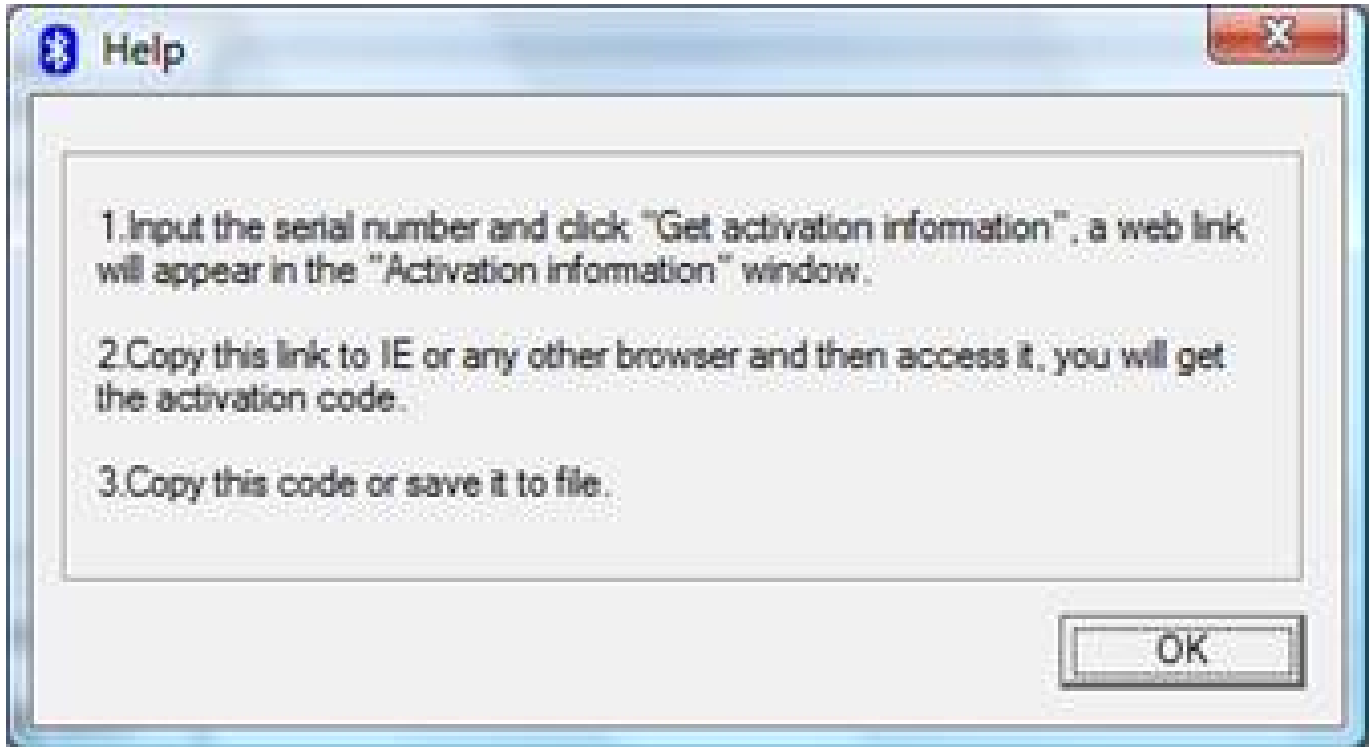 Help
1.Input the serial number and click "Get activation information", a web link
will appear in the "Activation information" window.
2.Copy this link to IE or any other browser and then access it, you will get
the activation code.
3.Copy this code or save it to file.
OK